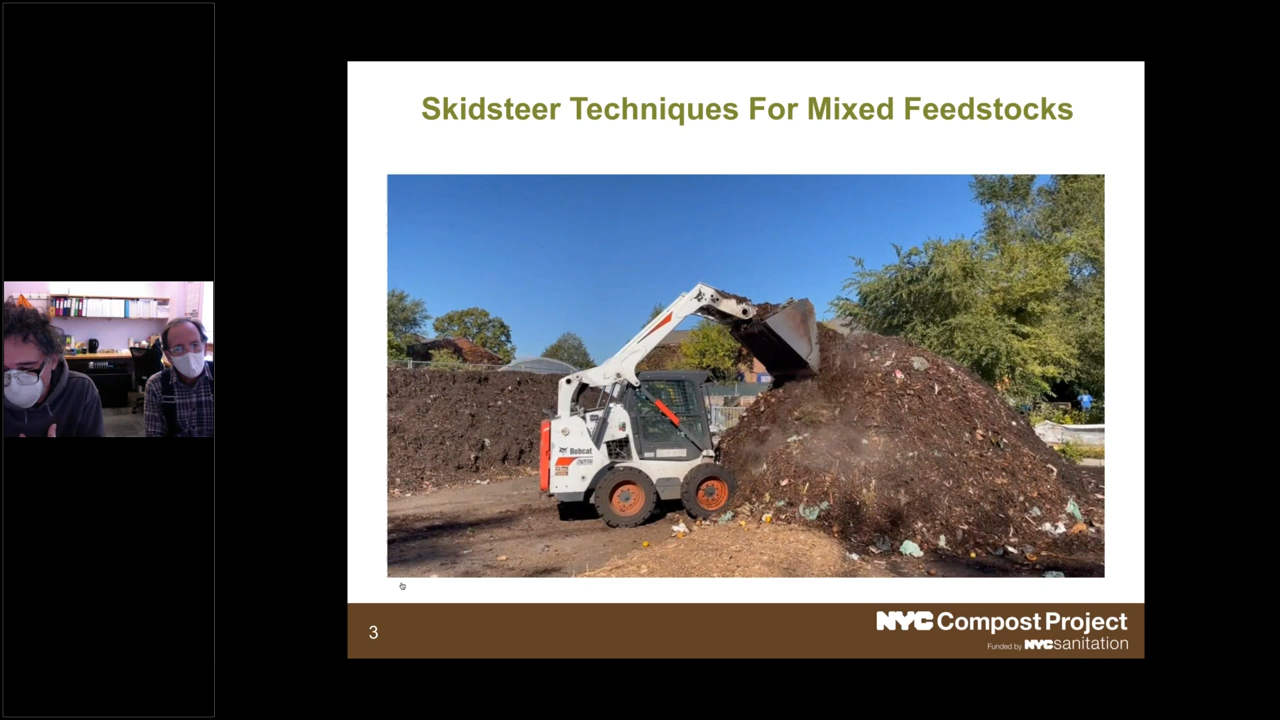 Skidsteer Techniques For Mixed Feedstocks
Bobcat
3
NYC Compost Project
Funded by NYC sanitation